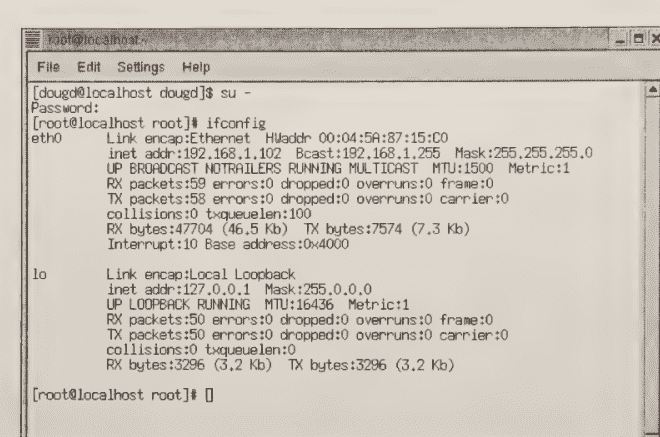 root@localhost:~
File Edit Settings Help
[dougd@localhost dougd]$ su -
Password:
[root@localhost root]# ifconfig
eth0 Link encap:Ethernet HWaddr 00:04:5A:87:15:C0
inet addr:192.168.1.102 Bcast:192.168.1.255 Mask:255.255.255.0
UP BROADCAST NOTRAILERS RUNNING MULTICAST MTU:1500 Metric:1
RX packets:59 errors:0 dropped:0 overruns:0 frame:0
TX packets:58 errors:0 dropped:0 overruns:0 carrier:0
collisions:0 txqueuelen:100
RX bytes:47704 (46.5 Kb) TX bytes:7574 (7.3 Kb)
Interrupt:10 Base address:0x4000
lo Link encap:Local Loopback
inet addr:127.0.0.1 Mask:255.0.0.0
UP LOOPBACK RUNNING MTU:16436 Metric:1
RX packets:50 errors:0 dropped:0 overruns:0 frame:0
TX packets:50 errors:0 dropped:0 overruns:0 carrier:0
collisions:0 txqueuelen:0
RX bytes:3296 (3.2 Kb) TX bytes:3296 (3.2 Kb)
[root@localhost root]#